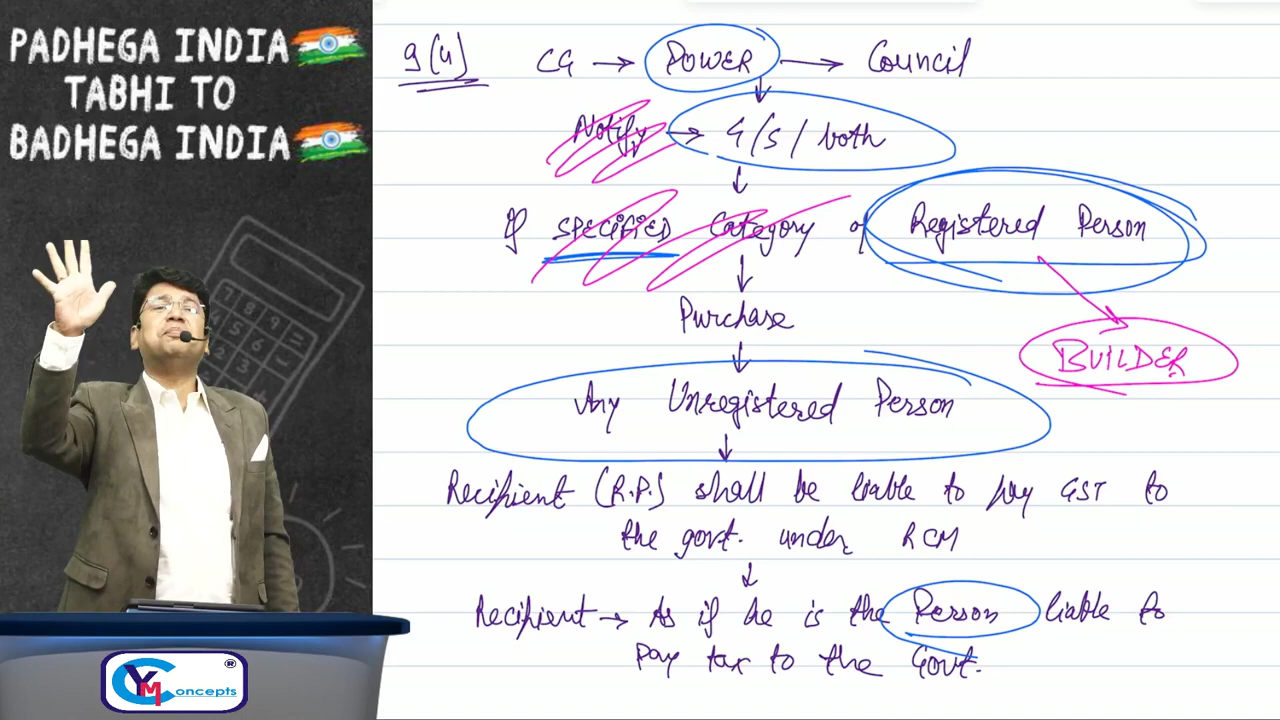 PADHEGA INDIA
TABHI TO
BADHEGA INDIA
9(4) CG → POWER → Council
Notify → G/S/both
If SPECIFIED Category of Registered Person
Purchase
BUILDER
Any Unregistered Person
Recipient (R.P.) shall be liable to pay GST to
the govt. under RCM
Recipient → As if he is the Person liable to
pay tax to the Govt.
CYM Concepts ®